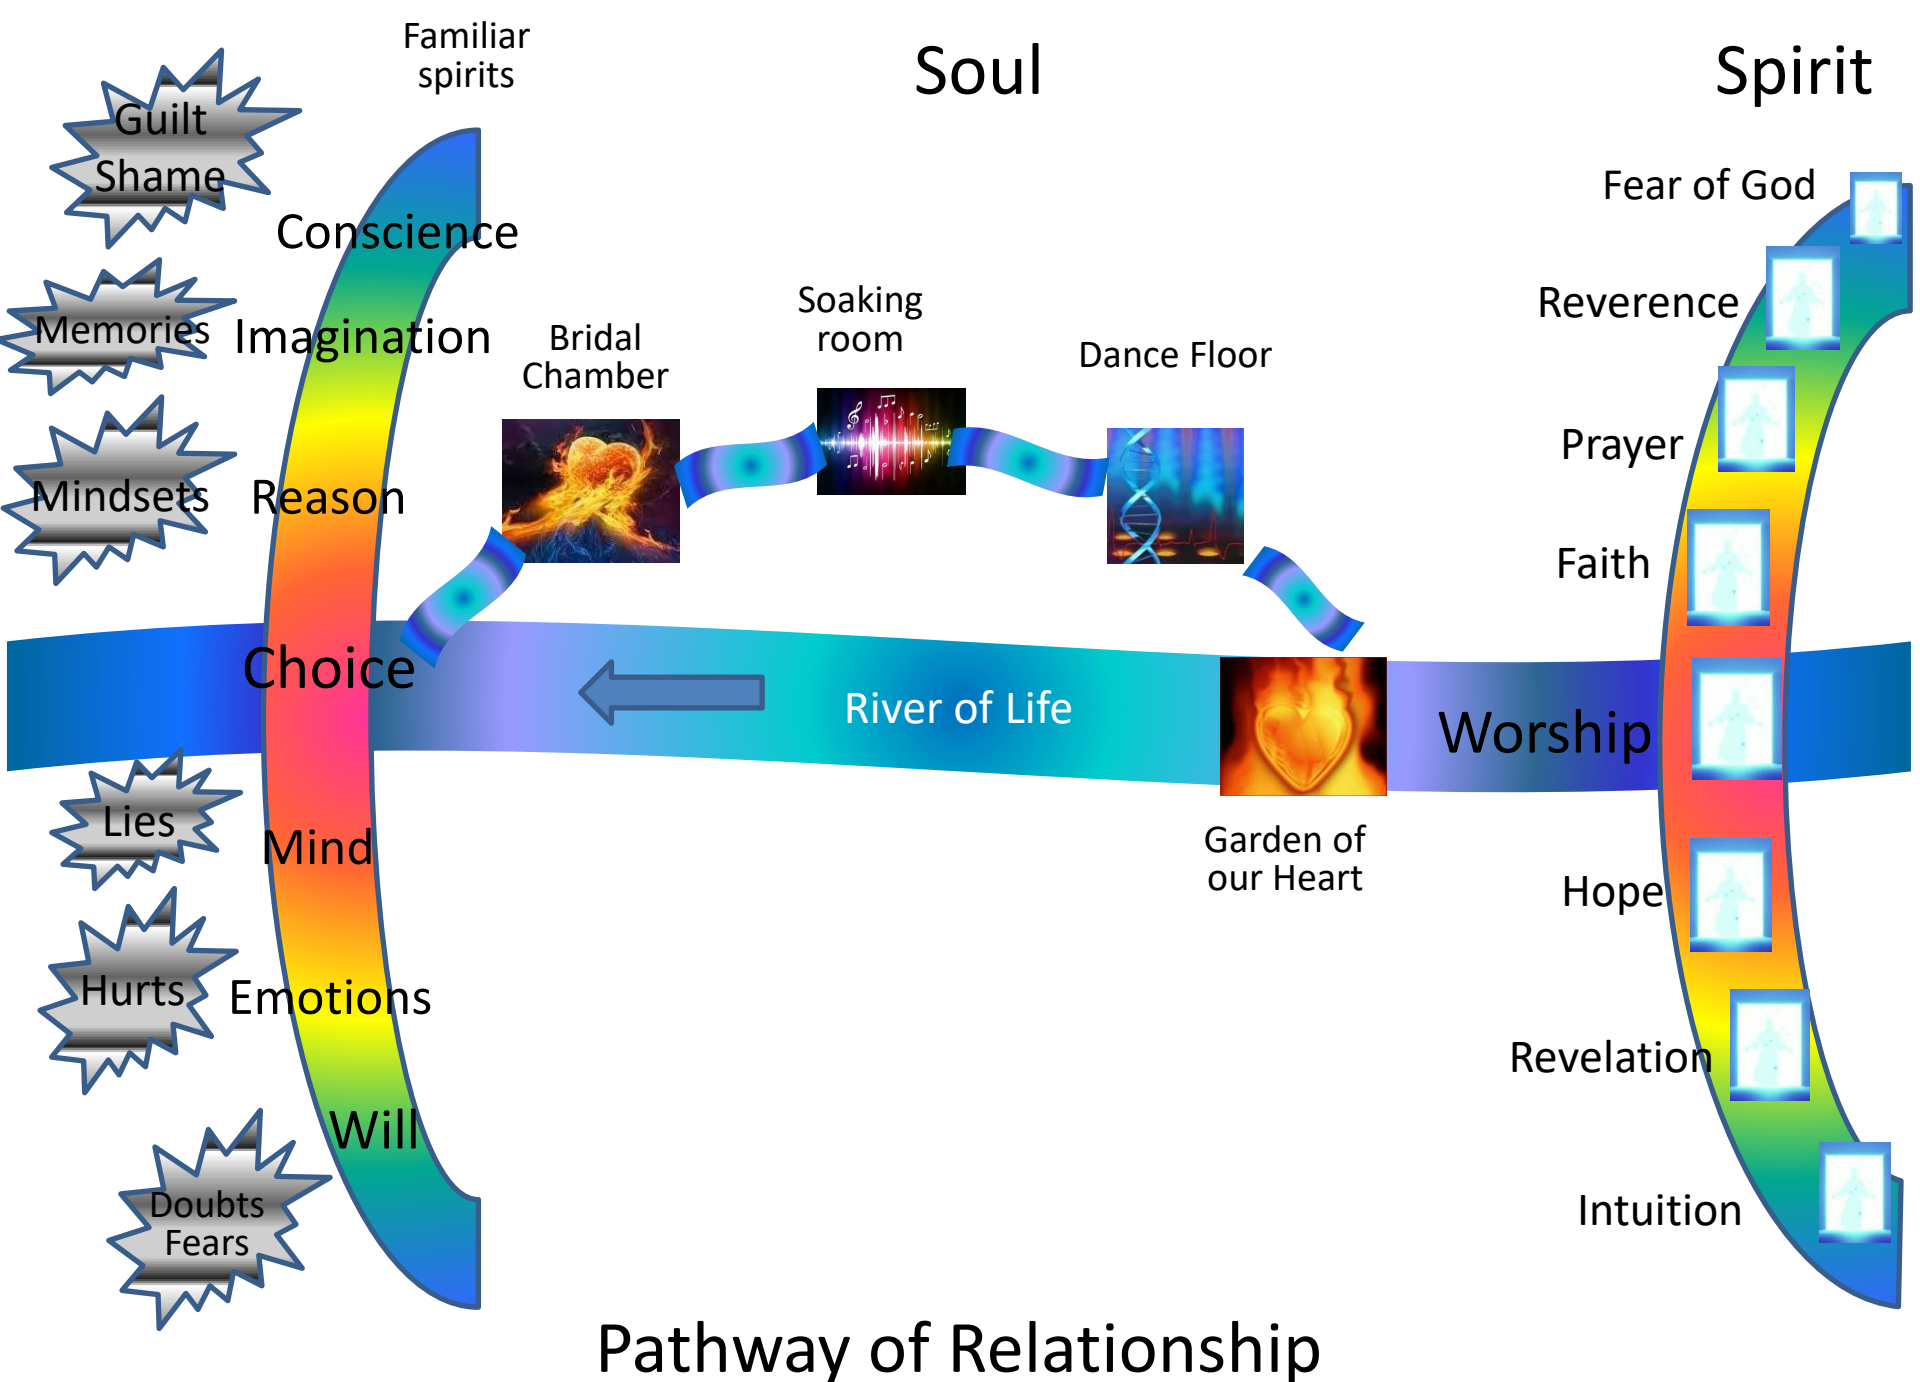 Familiar
spirits
Soul
Spirit
Guilt
Shame
Conscience
Fear of God
Memories
Imagination
Bridal
Chamber
Soaking
room
Dance Floor
Reverence
Prayer
Mindsets
Reason
Faith
Choice
River of Life
Worship
Lies
Mind
Garden of
our Heart
Hope
Hurts
Emotions
Revelation
Will
Doubts
Fears
Intuition
Pathway of Relationship